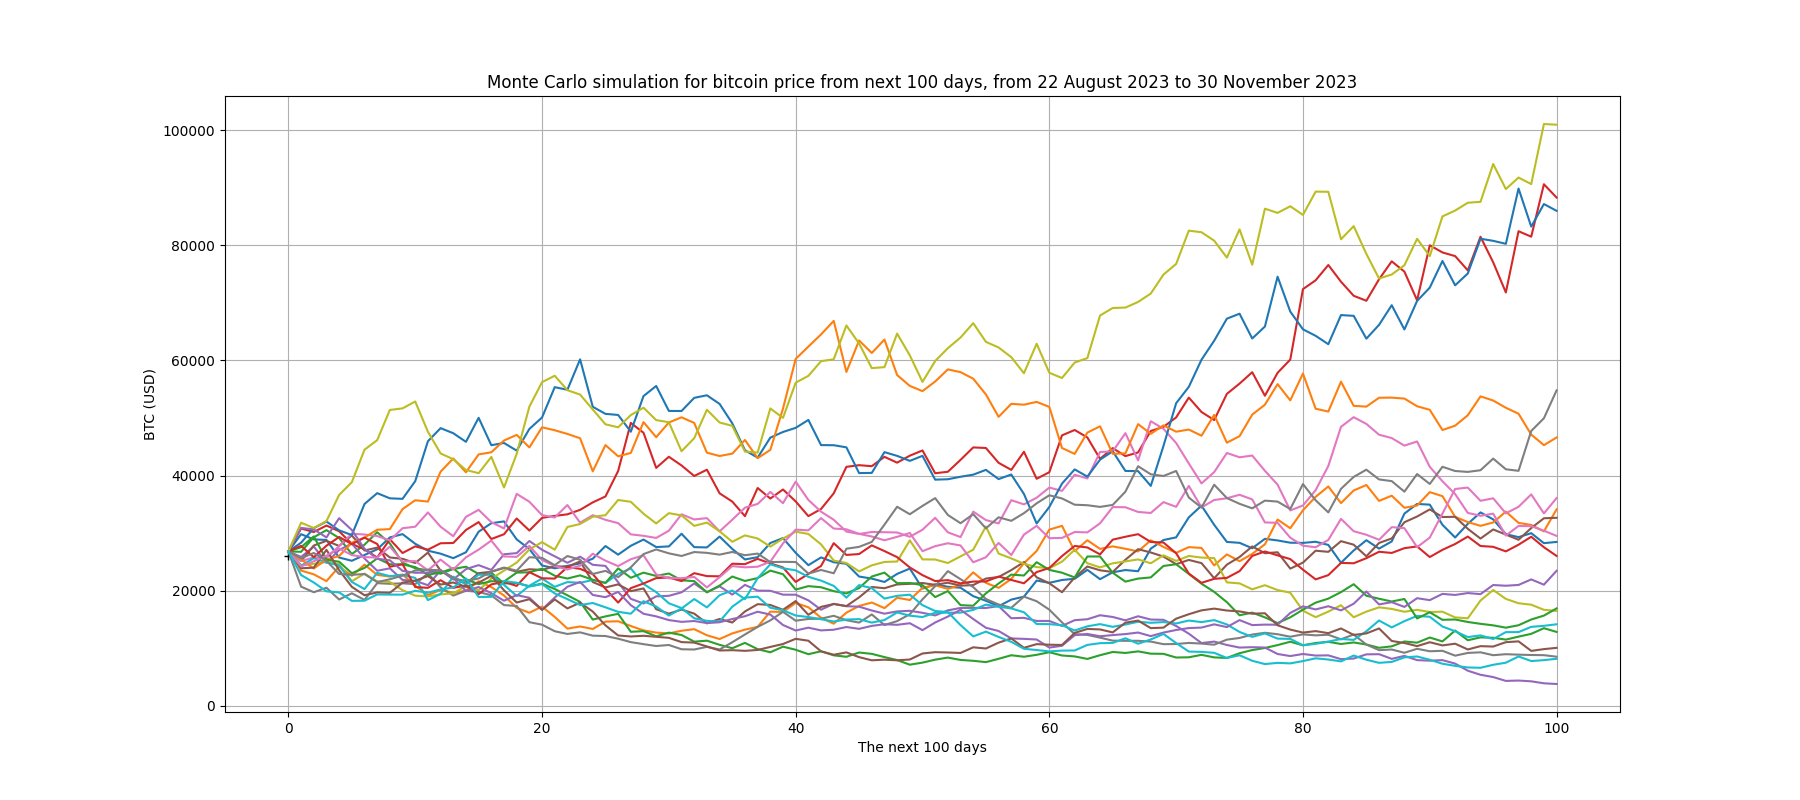 Monte Carlo simulation for bitcoin price from next 100 days, from 22 August 2023 to 30 November 2023
100000
80000
60000
40000
20000
0
BTC (USD)
0 20 40 60 80 100
The next 100 days